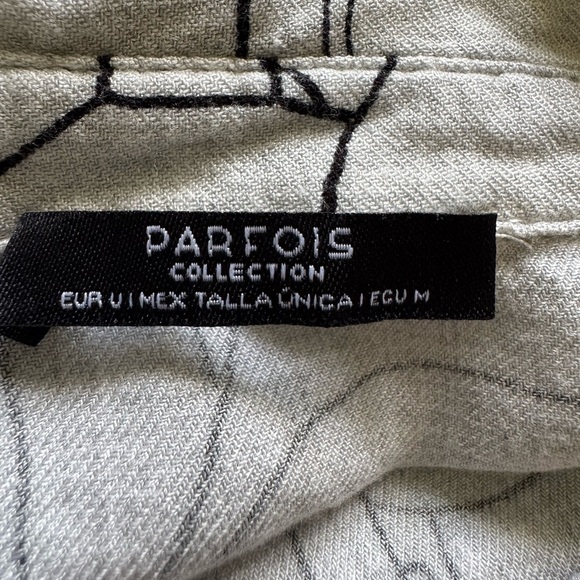 PARFOIS
COLLECTION
EUR U | MEX TALLA ÚNICA | ECU M